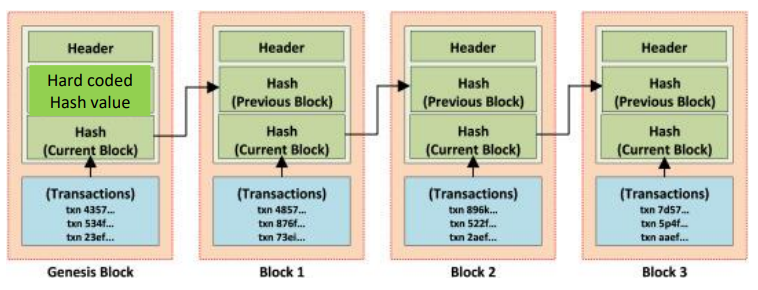 Header
Hard coded
Hash value
Hash
(Current Block)
(Transactions)
txn 4357...
txn 534f...
txn 23ef...
Genesis Block
Header
Hash
(Previous Block)
Hash
(Current Block)
(Transactions)
txn 4857...
txn 876f...
txn 73ei...
Block 1
Header
Hash
(Previous Block)
Hash
(Current Block)
(Transactions)
txn 896k...
txn 522f...
txn 2aef...
Block 2
Header
Hash
(Previous Block)
Hash
(Current Block)
(Transactions)
txn 7d57...
txn 5p4f...
txn aaef...
Block 3